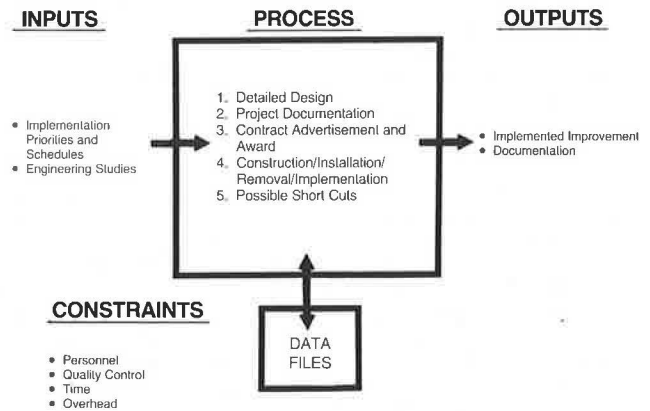 INPUTS
PROCESS
OUTPUTS
• Implementation
Priorities and
Schedules
• Engineering Studies
1. Detailed Design
2. Project Documentation
3. Contract Advertisement and
Award
4. Construction/Installation/
Removal/Implementation
5. Possible Short Cuts
• Implemented Improvement
• Documentation
CONSTRAINTS
• Personnel
• Quality Control
• Time
• Overhead
DATA
FILES